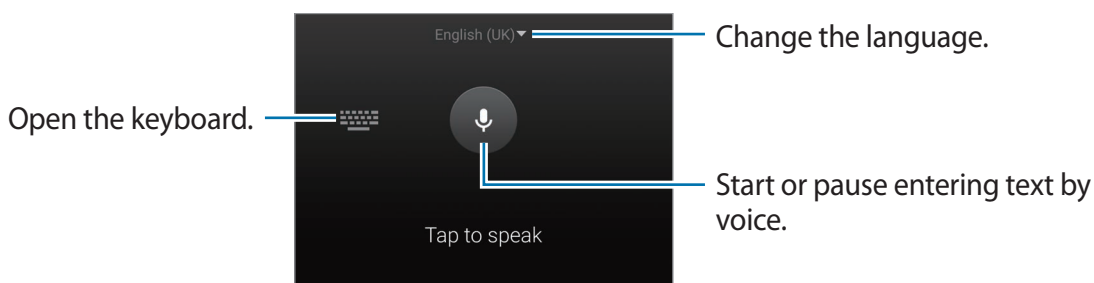 English (UK)
Change the language.
Open the keyboard.
Start or pause entering text by
voice.
Tap to speak